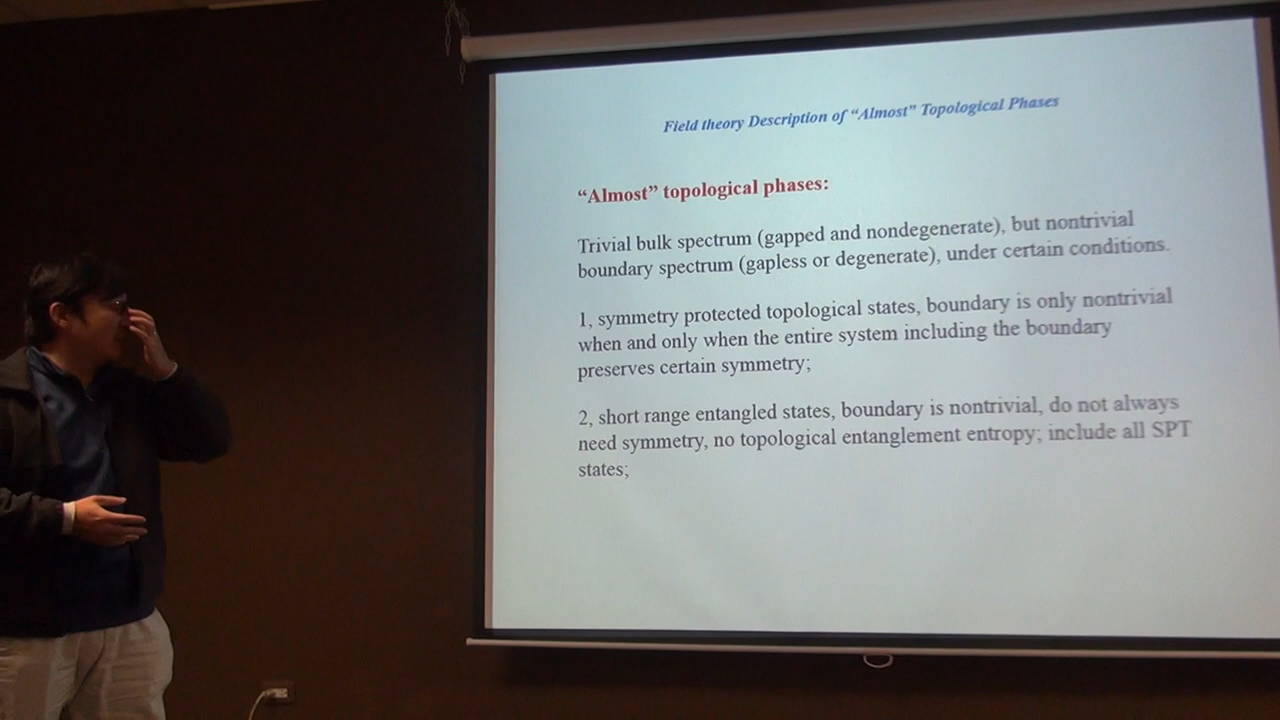 Field theory Description of “Almost” Topological Phases
“Almost” topological phases:
Trivial bulk spectrum (gapped and nondegenerate), but nontrivial
boundary spectrum (gapless or degenerate), under certain conditions.
1, symmetry protected topological states, boundary is only nontrivial
when and only when the entire system including the boundary
preserves certain symmetry;
2, short range entangled states, boundary is nontrivial, do not always
need symmetry, no topological entanglement entropy; include all SPT
states;